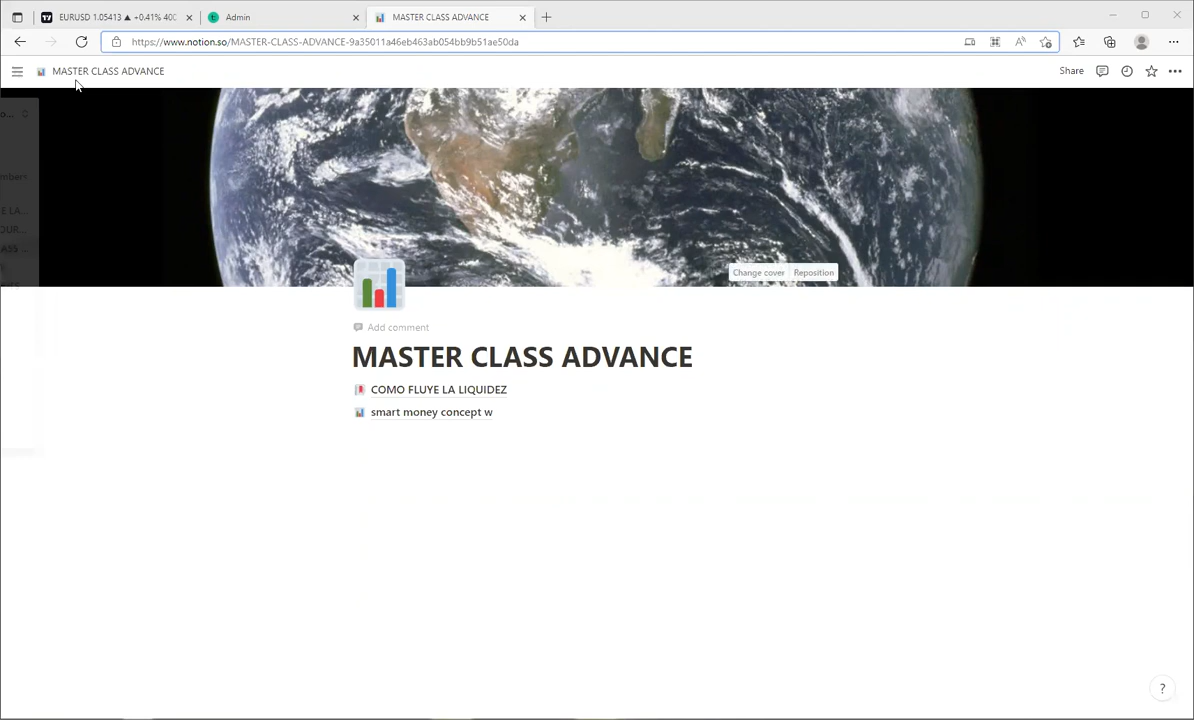 EURUSD 1.05413 ▲ +0.41% 40C
Admin
MASTER CLASS ADVANCE
https://www.notion.so/MASTER-CLASS-ADVANCE-9a35011a46eb463ab054bb9b51ae50da
MASTER CLASS ADVANCE
Share
Change cover Reposition
Add comment
MASTER CLASS ADVANCE
COMO FLUYE LA LIQUIDEZ
smart money concept w
?